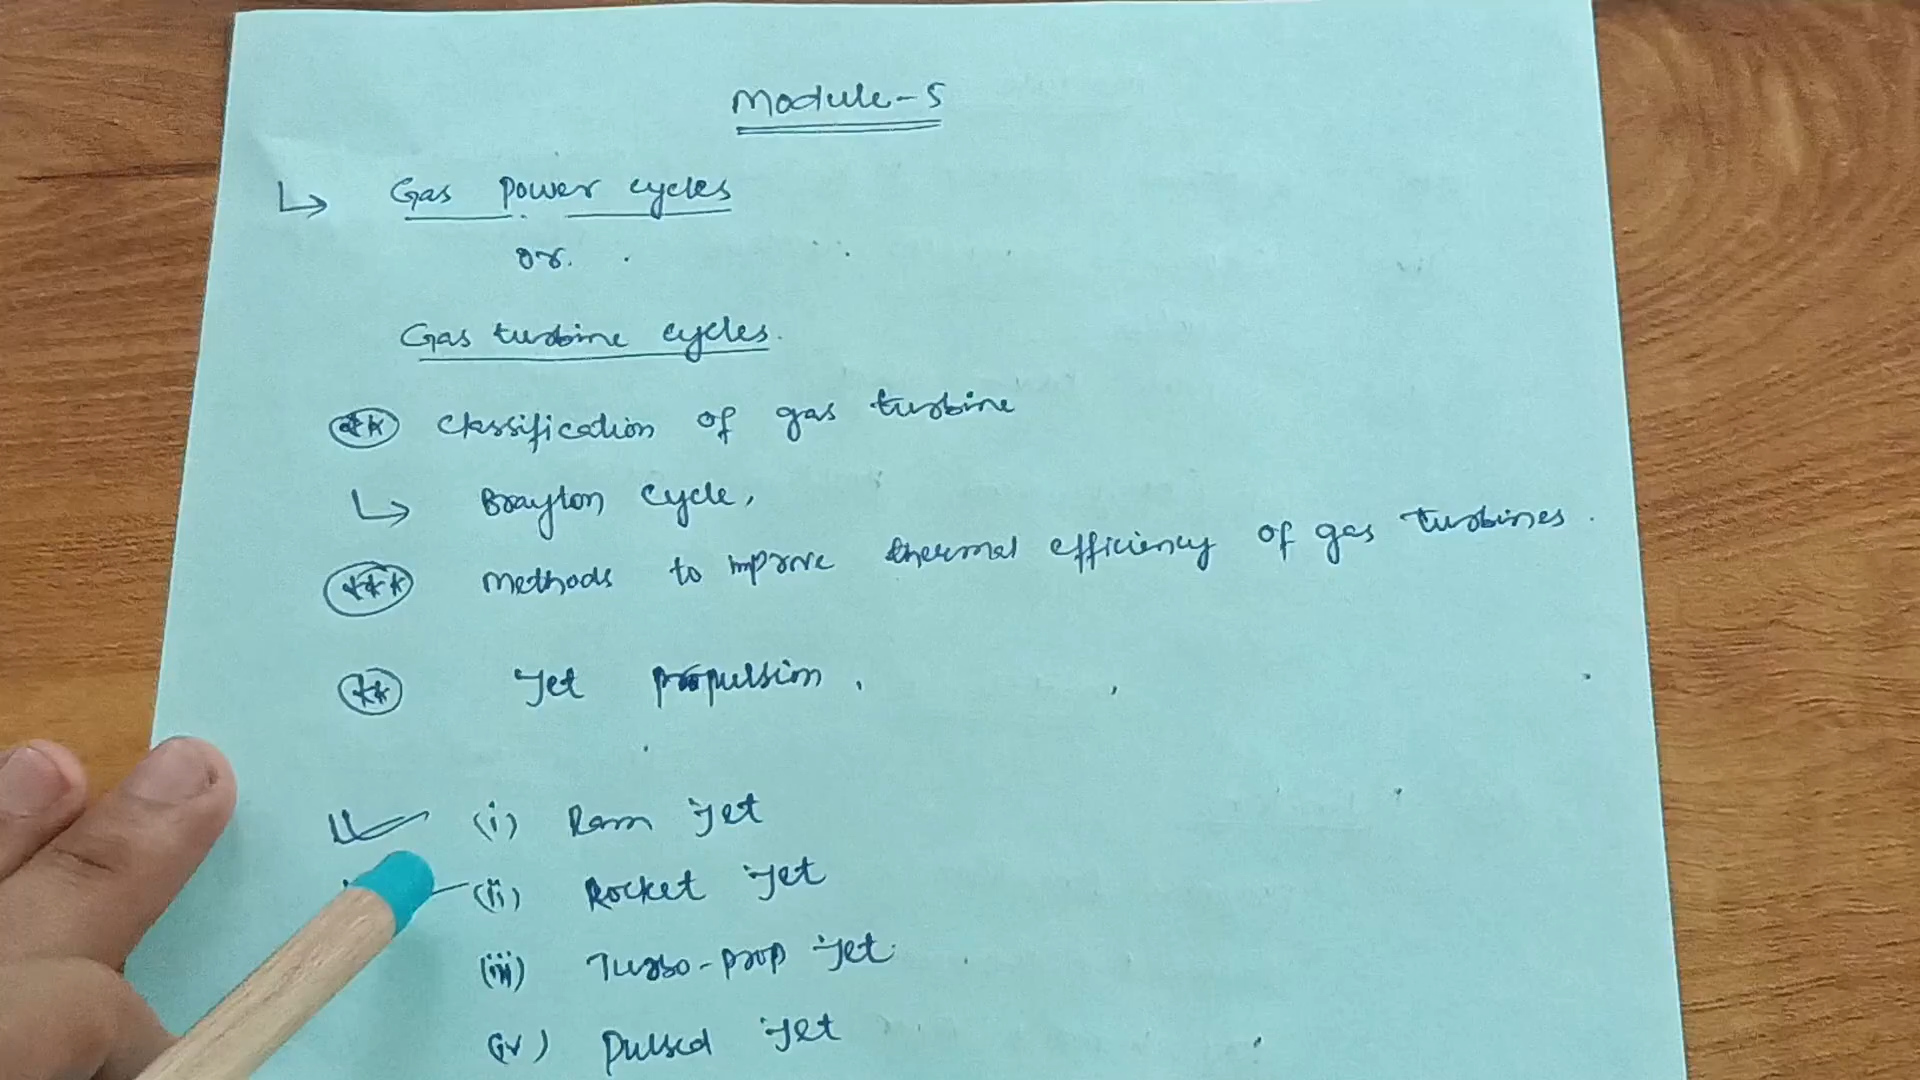 Module-5
↳ Gas power cycles
or.
Gas turbine cycles.
** classification of gas turbine
↳ Brayton cycle,
*** methods to improve thermal efficiency of gas turbines.
** Jet propulsion,
(i) Ram Jet
(ii) Rocket Jet
(iii) Turbo-prop Jet.
(iv) Pulsed Jet